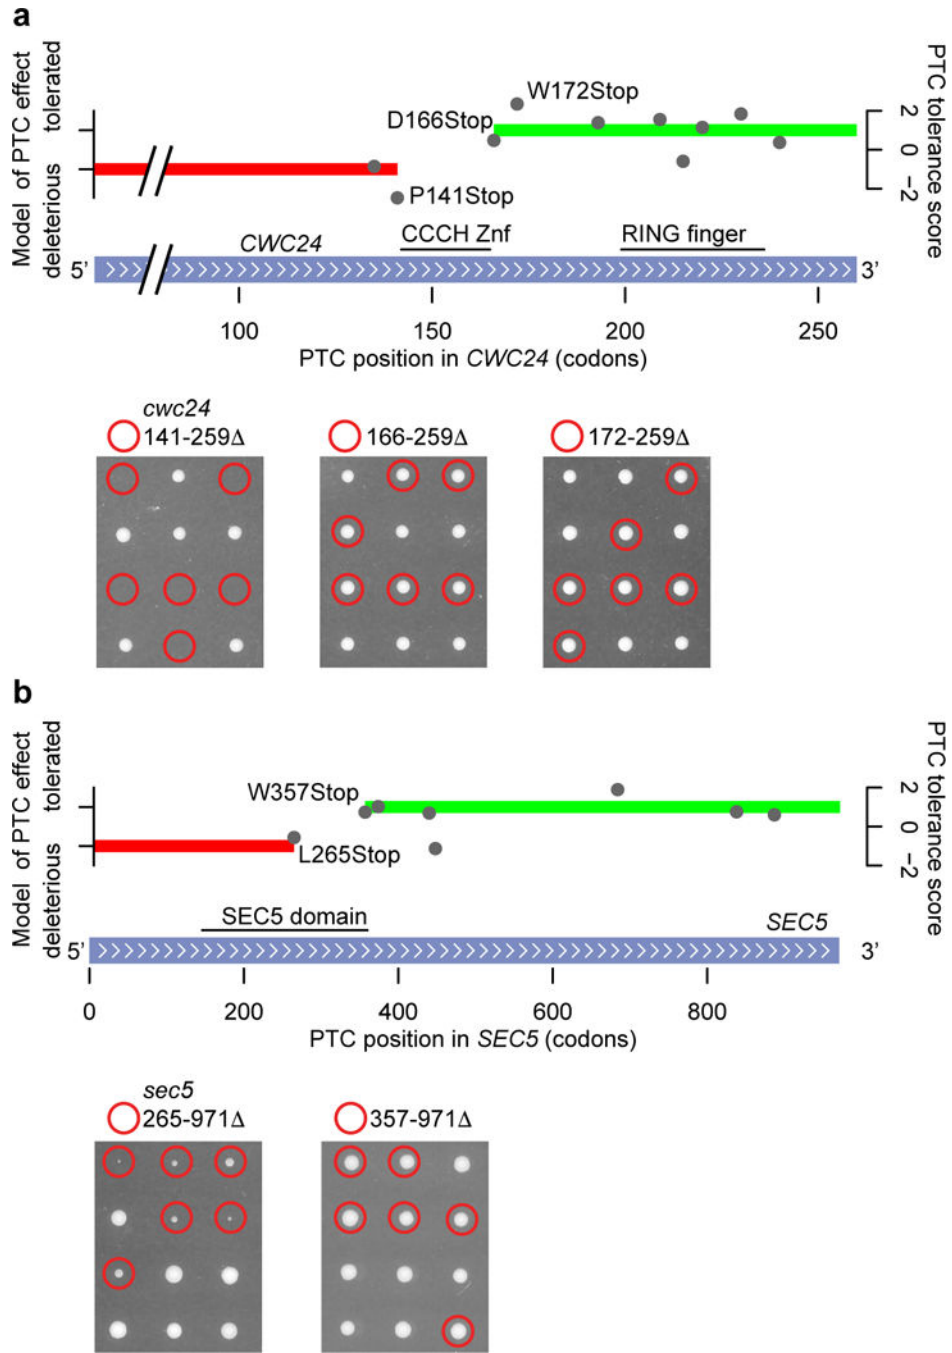 a
Model of PTC effect
deleterious tolerated
W172Stop
D166Stop
P141Stop
2
0
−2
PTC tolerance score
CWC24
CCCH Znf
RING finger
5’
3’
100
150
200
250
PTC position in CWC24 (codons)
cwc24
141-259Δ
166-259Δ
172-259Δ
b
Model of PTC effect
deleterious tolerated
W357Stop
L265Stop
2
0
−2
PTC tolerance score
SEC5 domain
SEC5
5’
3’
0
200
400
600
800
PTC position in SEC5 (codons)
sec5
265-971Δ
357-971Δ